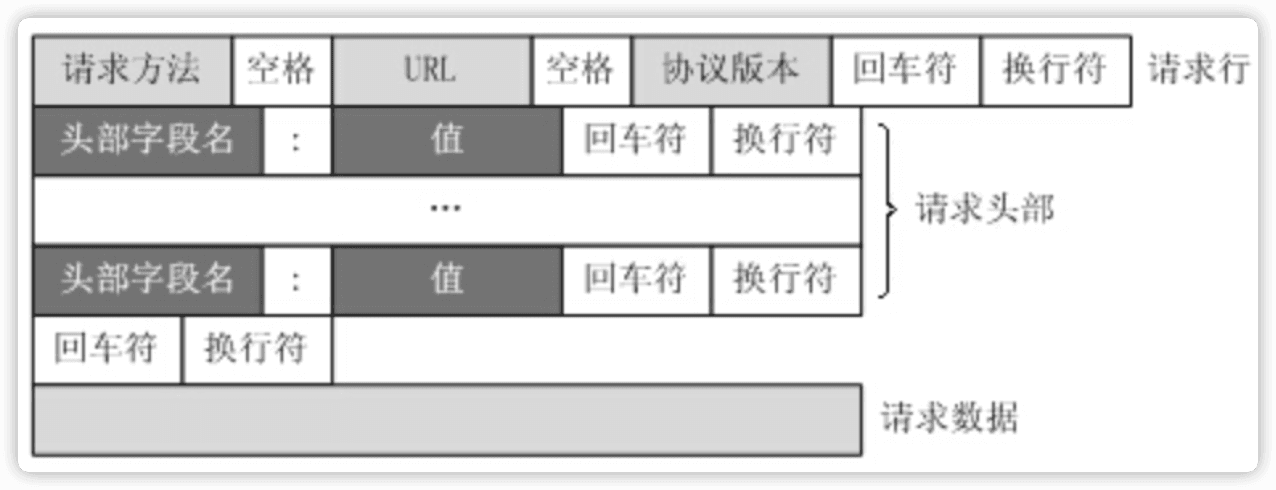 请求方法 空格 URL 空格 协议版本 回车符 换行符 请求行
头部字段名 : 值 回车符 换行符
... 请求头部
头部字段名 : 值 回车符 换行符
回车符 换行符
请求数据